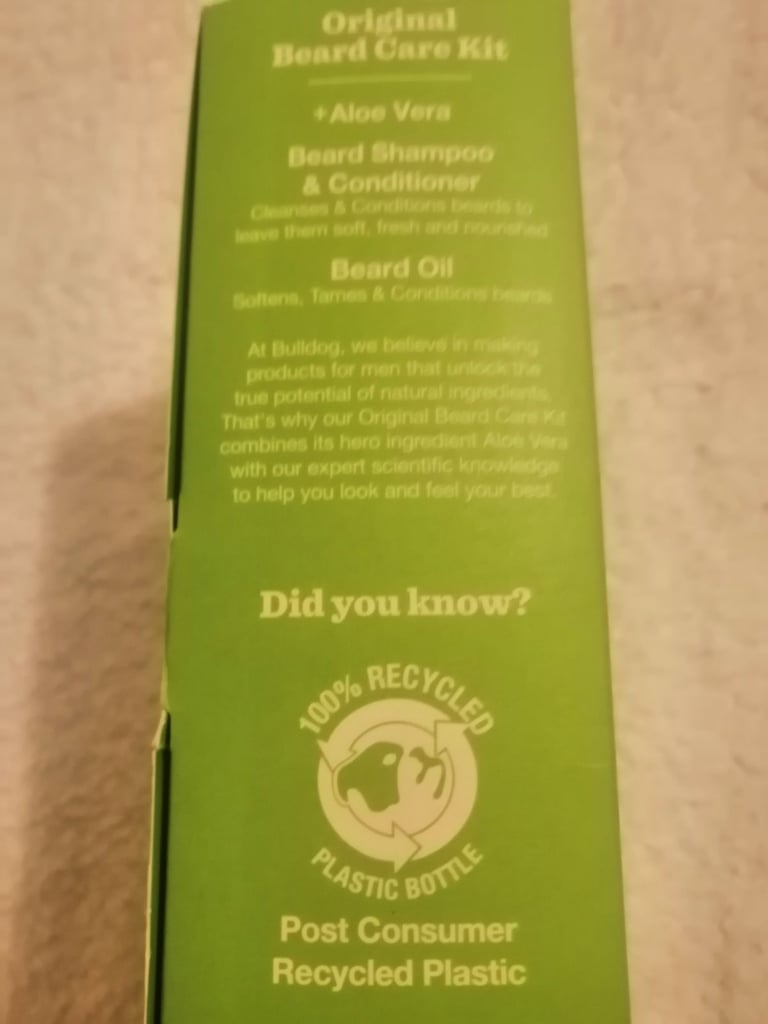 Original
Beard Care Kit
+Aloe Vera
Beard Shampoo
& Conditioner
Cleanses & Conditions beards to
leave them soft, fresh and nourished
Beard Oil
Softens, Tames & Conditions beards
At Bulldog, we believe in making
products for men that unlock the
true potential of natural ingredients.
That's why our Original Beard Care Kit
combines its hero ingredient Aloe Vera
with our expert scientific knowledge
to help you look and feel your best.
Did you know?
100% RECYCLED
PLASTIC BOTTLE
Post Consumer
Recycled Plastic